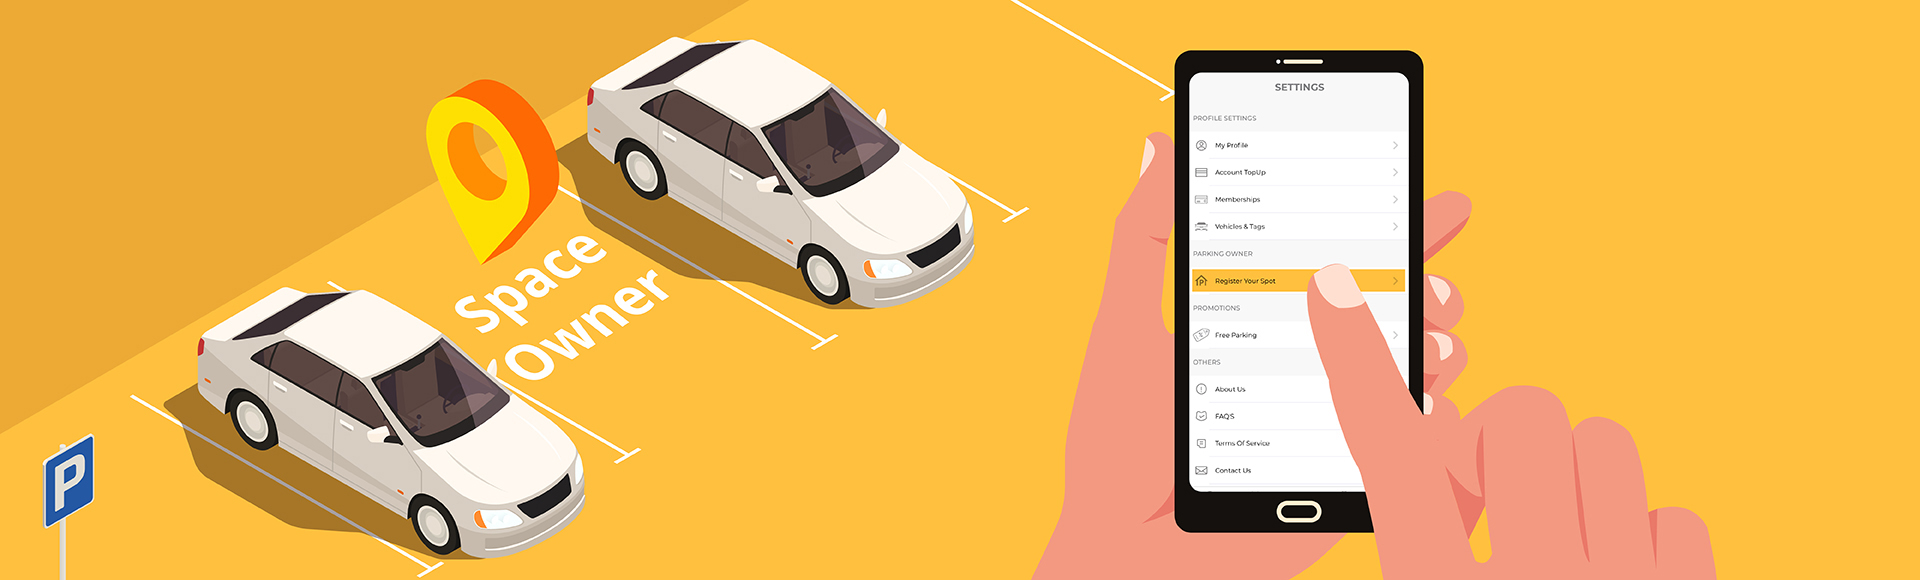 P
Space
Owner
SETTINGS
PROFILE SETTINGS
My Profile
Account TopUp
Memberships
Vehicles & Tags
PARKING OWNER
Register Your Spot
PROMOTIONS
Free Parking
OTHERS
About Us
FAQS
Terms Of Service
Contact Us